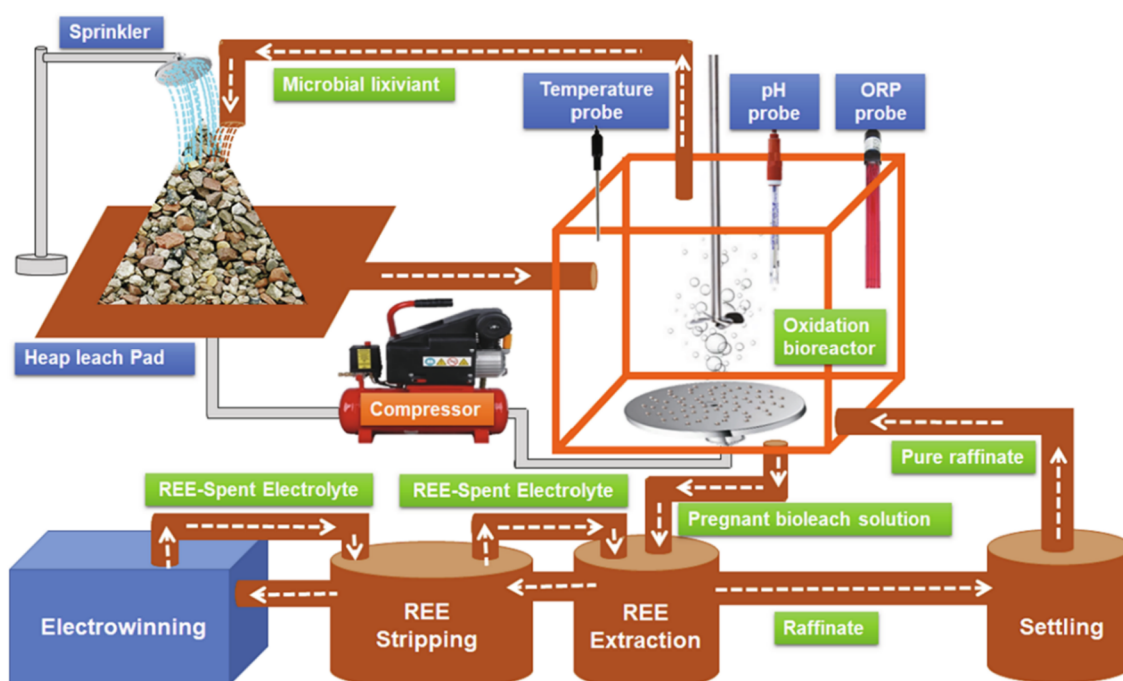 Sprinkler
Microbial lixiviant
Temperature
probe
pH
probe
ORP
probe
Oxidation
bioreactor
Heap leach Pad
Compressor
Pure raffinate
REE-Spent Electrolyte
REE-Spent Electrolyte
Pregnant bioleach solution
Electrowinning
REE
Stripping
REE
Extraction
Raffinate
Settling